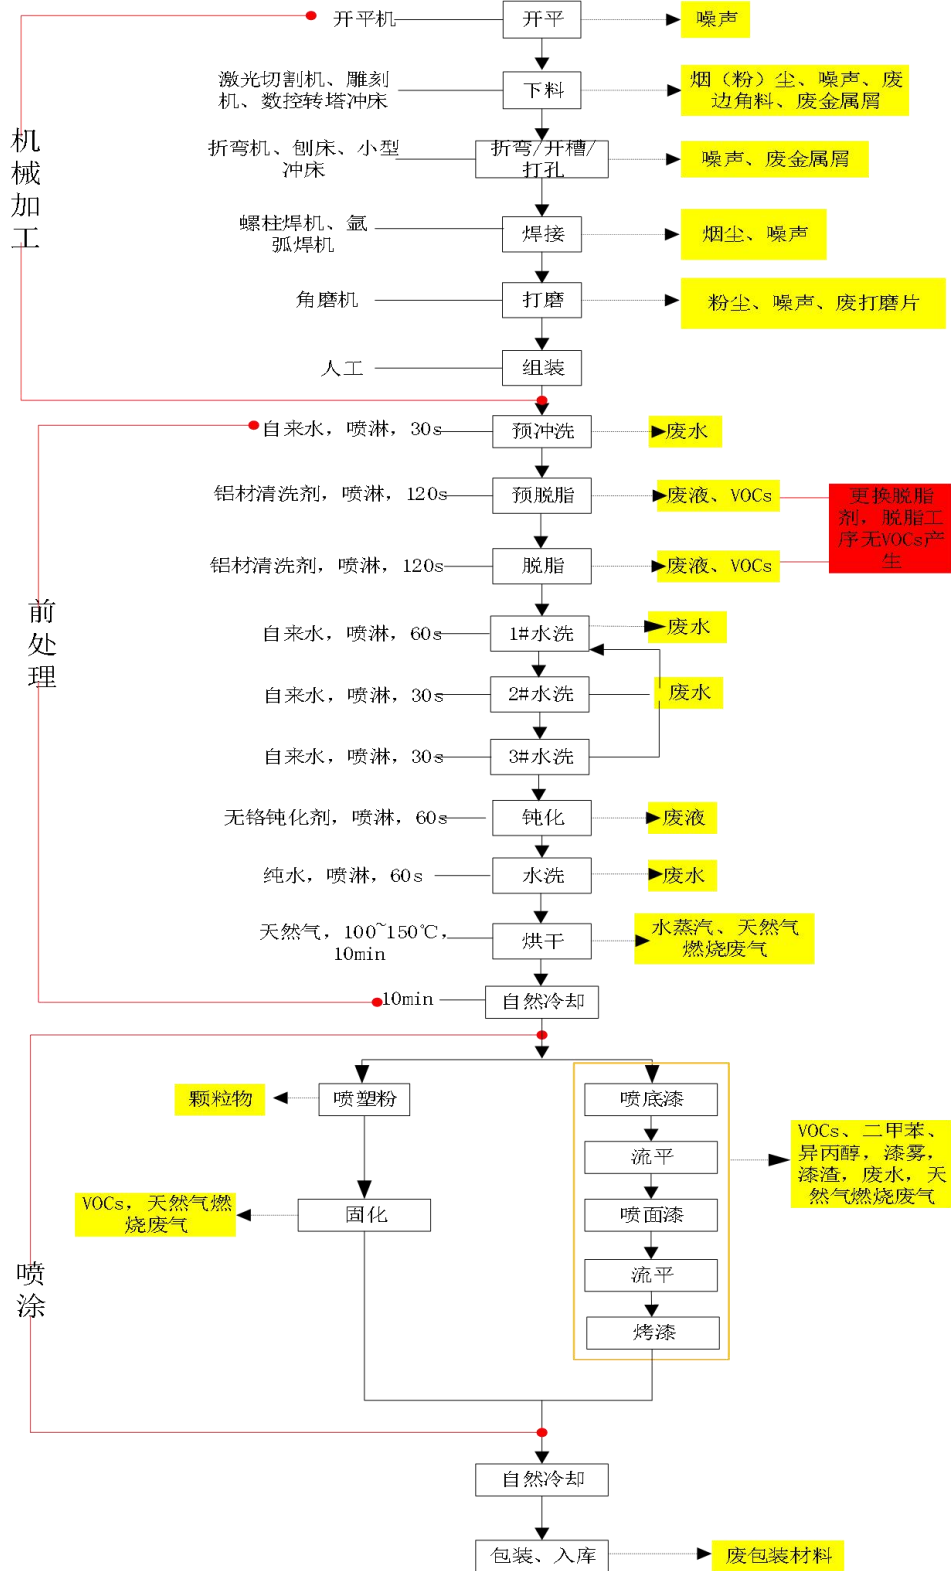 开平机
开平
噪声
激光切割机、雕刻
机、数控转塔冲床
下料
烟（粉）尘、噪声、废
边角料、废金属屑
机械加工
折弯机、刨床、小型
冲床
折弯/开槽/
打孔
噪声、废金属屑
螺柱焊机、氩
弧焊机
焊接
烟尘、噪声
角磨机
打磨
粉尘、噪声、废打磨片
人工
组装
自来水，喷淋，30s
预冲洗
废水
铝材清洗剂，喷淋，120s
预脱脂
废液、VOCs
更换脱脂
剂，脱脂工
序无VOCs产
生
铝材清洗剂，喷淋，120s
脱脂
废液、VOCs
前处理
自来水，喷淋，60s
1#水洗
废水
自来水，喷淋，30s
2#水洗
废水
自来水，喷淋，30s
3#水洗
无铬钝化剂，喷淋，60s
钝化
废液
纯水，喷淋，60s
水洗
废水
天然气，100~150℃，
10min
烘干
水蒸汽、天然气
燃烧废气
10min
自然冷却
喷涂
颗粒物
喷塑粉
喷底漆
流平
VOCs、二甲苯、
异丙醇，漆雾，
漆渣，废水，天
然气燃烧废气
VOCs，天然气燃
烧废气
固化
喷面漆
流平
烤漆
自然冷却
包装、入库
废包装材料